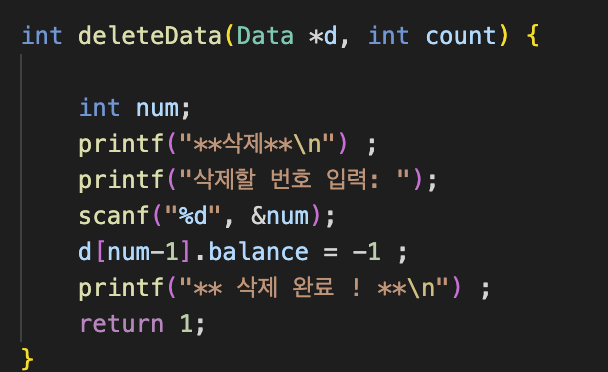 int deleteData(Data *d, int count) {
int num;
printf("**삭제**\n") ;
printf("삭제할 번호 입력: ");
scanf("%d", &num);
d[num-1].balance = -1 ;
printf("** 삭제 완료 ! **\n") ;
return 1;
}